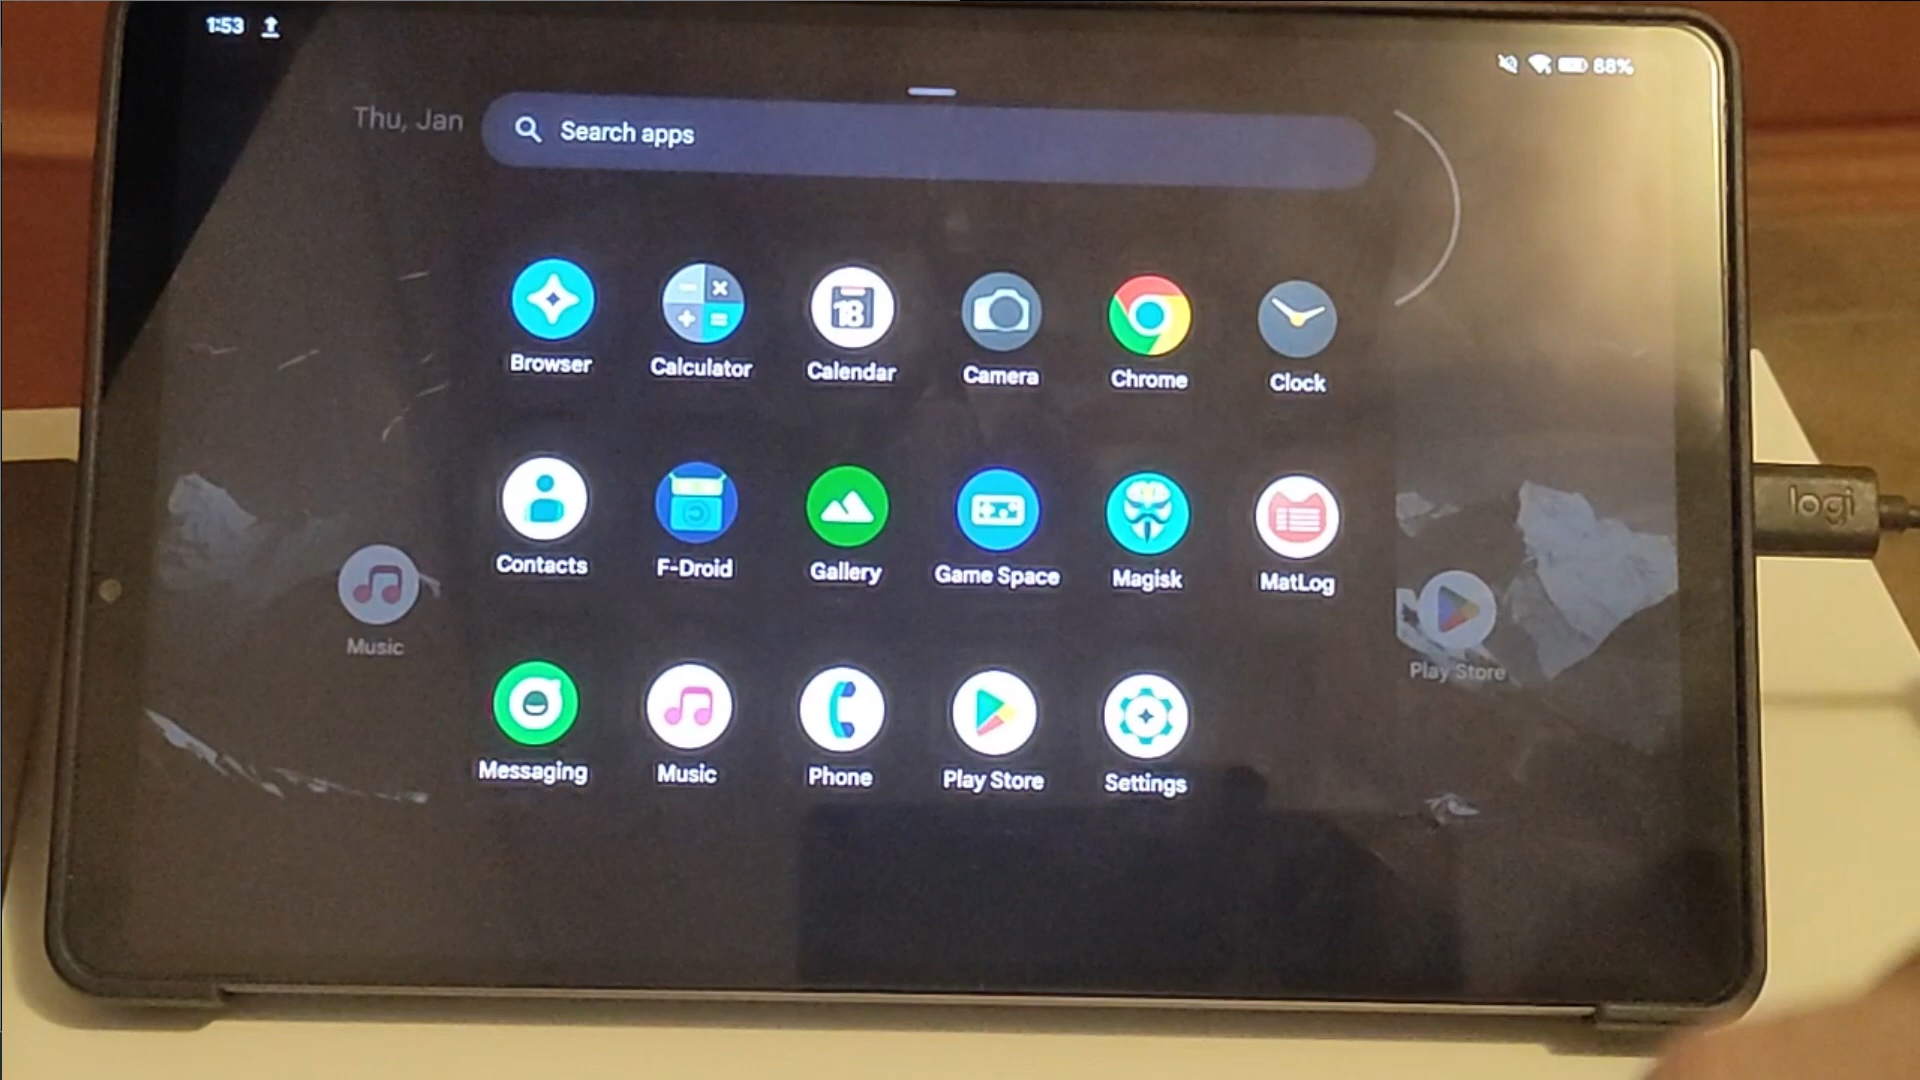 1:53
88%
Thu, Jan
Search apps
18
Browser
Calculator
Calendar
Camera
Chrome
Clock
Contacts
F-Droid
Gallery
Game Space
Magisk
MatLog
logi
Music
Play Store
Messaging
Music
Phone
Play Store
Settings